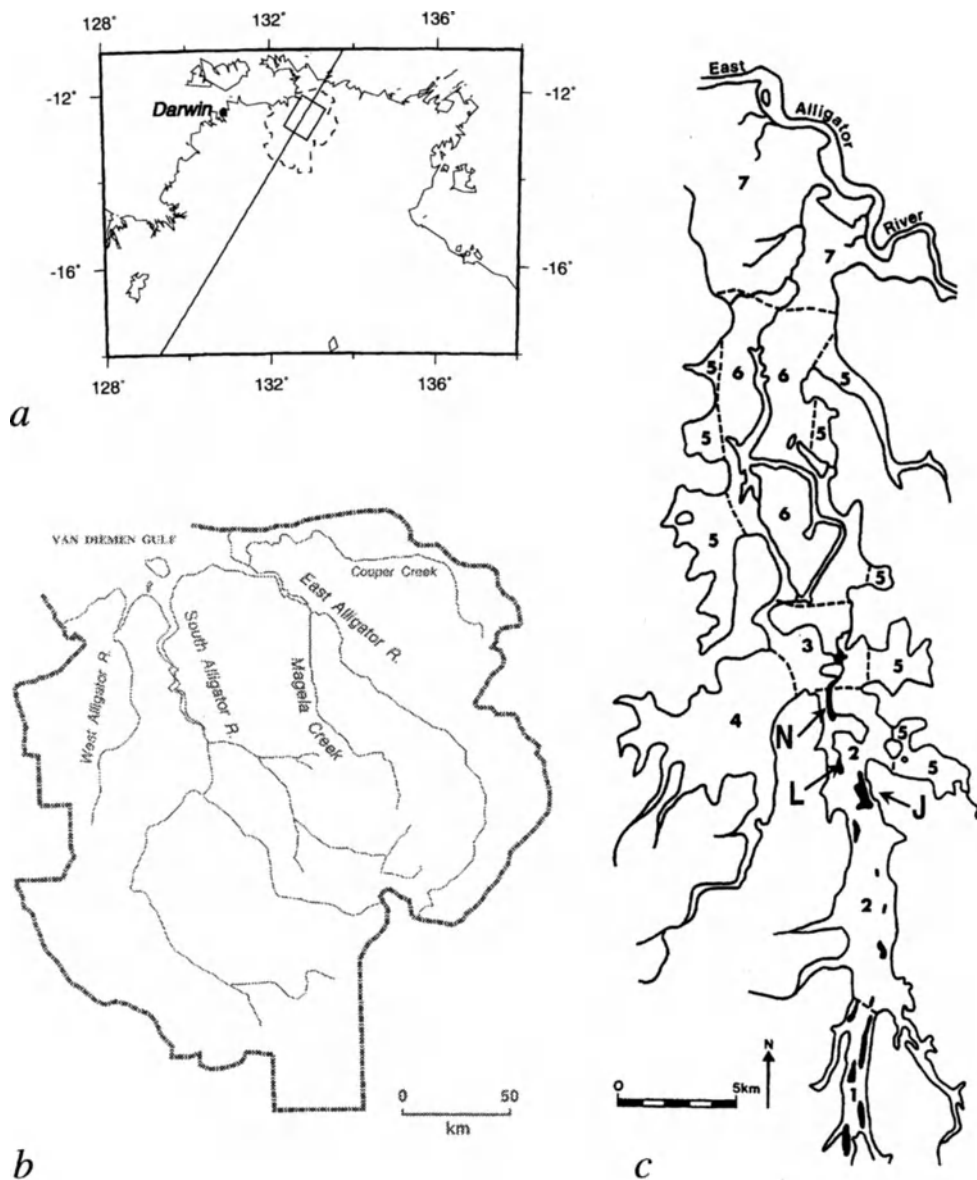 128° 132° 136°
-12° Darwin -12°
-16° -16°
128° 132° 136°
a
VAN DIEMEN GULF
West Alligator R.
South Alligator R.
Magela Creek
East Alligator R.
Cooper Creek
0 50
km
b
East Alligator River
7
7
5 6 6 5
5 5
6
5 5
3
5
4
N
2 5
5
L J
2
1
N
0 5km
c